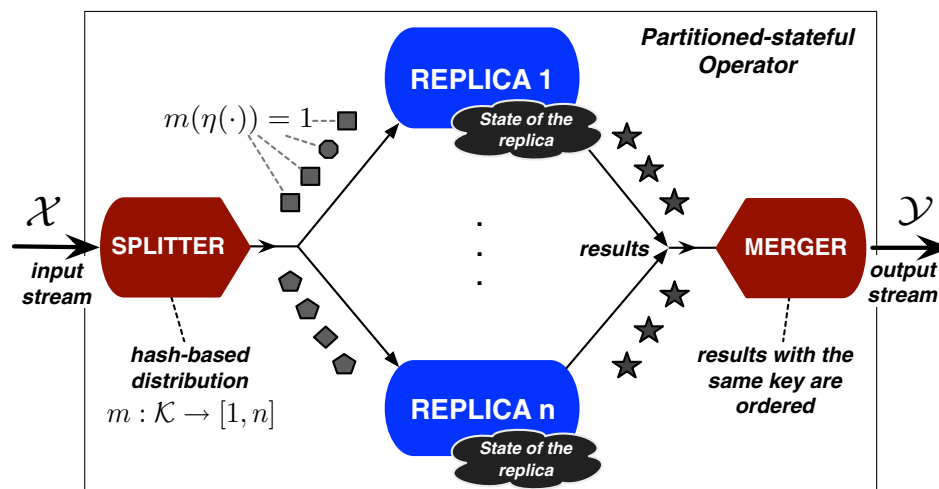 Partitioned-stateful
Operator
REPLICA 1
State of the
replica
m(η(·)) = 1
𝒳
SPLITTER
input
stream
hash-based
distribution
m : 𝒦 → [1, n]
.
.
.
results
MERGER
𝒴
output
stream
results with the
same key are
ordered
REPLICA n
State of the
replica